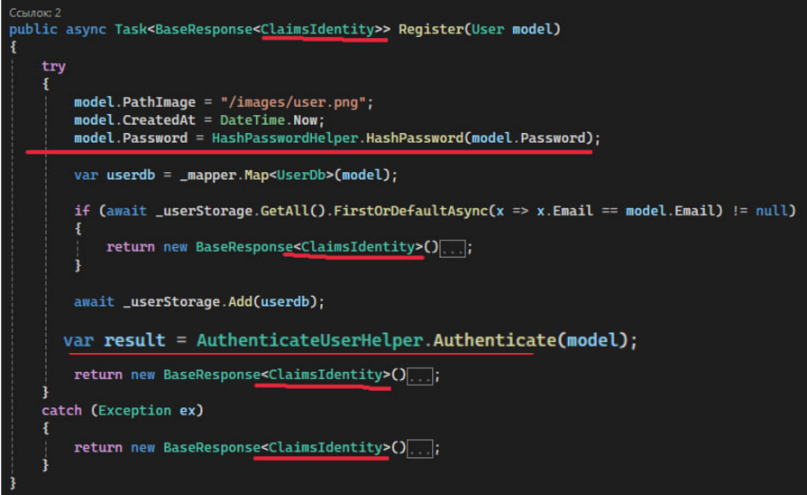 Ссылок: 2
public async Task<BaseResponse<ClaimsIdentity>> Register(User model)
{
try
{
model.PathImage = "/images/user.png";
model.CreatedAt = DateTime.Now;
model.Password = HashPasswordHelper.HashPassword(model.Password);
var userdb = _mapper.Map<UserDb>(model);
if (await _userStorage.GetAll().FirstOrDefaultAsync(x => x.Email == model.Email) != null)
{
return new BaseResponse<ClaimsIdentity>()...;
}
await _userStorage.Add(userdb);
var result = AuthenticateUserHelper.Authenticate(model);
return new BaseResponse<ClaimsIdentity>()...;
}
catch (Exception ex)
{
return new BaseResponse<ClaimsIdentity>()...;
}
}